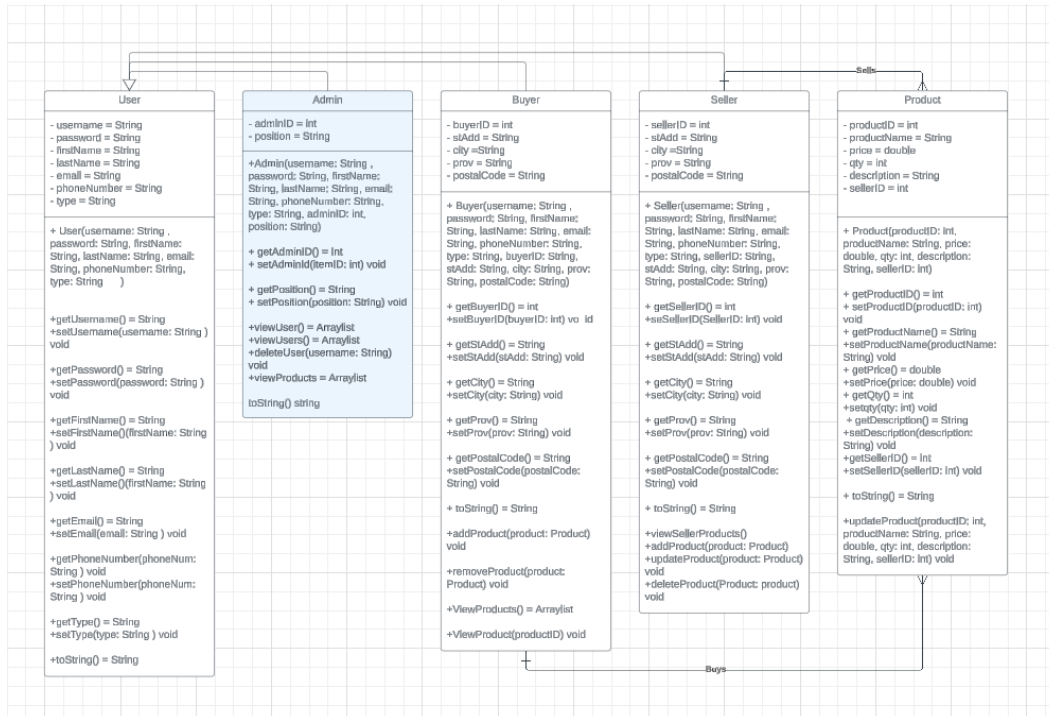 Sells
User
- username = String
- password = String
- firstName = String
- lastName = String
- email = String
- phoneNumber = String
- type = String
+ User(username: String ,
password: String, firstName:
String, lastName: String, email:
String, phoneNumber: String,
type: String )
+getUsername() = String
+setUsername(username: String )
void
+getPassword() = String
+setPassword(password: String )
void
+getFirstName() = String
+setFirstName()(firstName: String
) void
+getLastName() = String
+setLastName()(firstName: String
) void
+getEmail() = String
+setEmail(email: String ) void
+getPhoneNumber(phoneNum:
String ) void
+setPhoneNumber(phoneNum:
String ) void
+getType() = String
+setType(type: String ) void
+toString() = String
Admin
- adminID = int
- position = String
+Admin(username: String ,
password: String, firstName:
String, lastName: String, email:
String, phoneNumber: String,
type: String, adminID: int,
position: String)
+ getAdminID() = Int
+ setAdminId(itemID: int) void
+ getPosition() = String
+ setPosition(position: String) void
+viewUser() = Arraylist
+viewUsers() = Arraylist
+deleteUser(username: String)
void
+viewProducts = Arraylist
toString() string
Buyer
- buyerID = int
- stAdd = String
- city =String
- prov = String
- postalCode = String
+ Buyer(username: String ,
password: String, firstName:
String, lastName: String, email:
String, phoneNumber: String,
type: String, buyerID: String,
stAdd: String, city: String, prov:
String, postalCode: String)
+ getBuyerID() = int
+setBuyerID(buyerID: int) vo id
+ getStAdd() = String
+setStAdd(stAdd: String) void
+ getCity() = String
+setCity(city: String) void
+ getProv() = String
+setProv(prov: String) void
+ getPostalCode() = String
+setPostalCode(postalCode:
String) void
+ toString() = String
+addProduct(product: Product)
void
+removeProduct(product:
Product) void
+ViewProducts() = Arraylist
+ViewProduct(productID) void
Seller
- sellerID = int
- stAdd = String
- city =String
- prov = String
- postalCode = String
+ Seller(username: String ,
password: String, firstName:
String, lastName: String, email:
String, phoneNumber: String,
type: String, sellerID: String,
stAdd: String, city: String, prov:
String, postalCode: String)
+ getSellerID() = int
+seSellerID(SellerID: int) void
+ getStAdd() = String
+setStAdd(stAdd: String) void
+ getCity() = String
+setCity(city: String) void
+ getProv() = String
+setProv(prov: String) void
+ getPostalCode() = String
+setPostalCode(postalCode:
String) void
+ toString() = String
+viewSellerProducts()
+addProduct(product: Product)
+updateProduct(product: Product)
void
+deleteProduct(Product: product)
void
Product
- productID = int
- productName = String
- price = double
- qty = int
- description = String
- sellerID = int
+ Product(productID: Int,
productName: String, price:
double, qty: int, description:
String, sellerID: int)
+ getProductID() = int
+ setProductID(productID: int)
void
+ getProductName() = String
+setProductName(productName:
String) void
+ getPrice() = double
+setPrice(price: double) void
+ getQty() = int
+setqty(qty: int) void
+ getDescription() = String
+setDescription(description:
String) void
+getSellerID() = Int
+setSellerID(sellerID: int) void
+ toString() = String
+updateProduct(productID: int,
productName: String, price:
double, qty: int, description:
String, sellerID: int) void
Buys